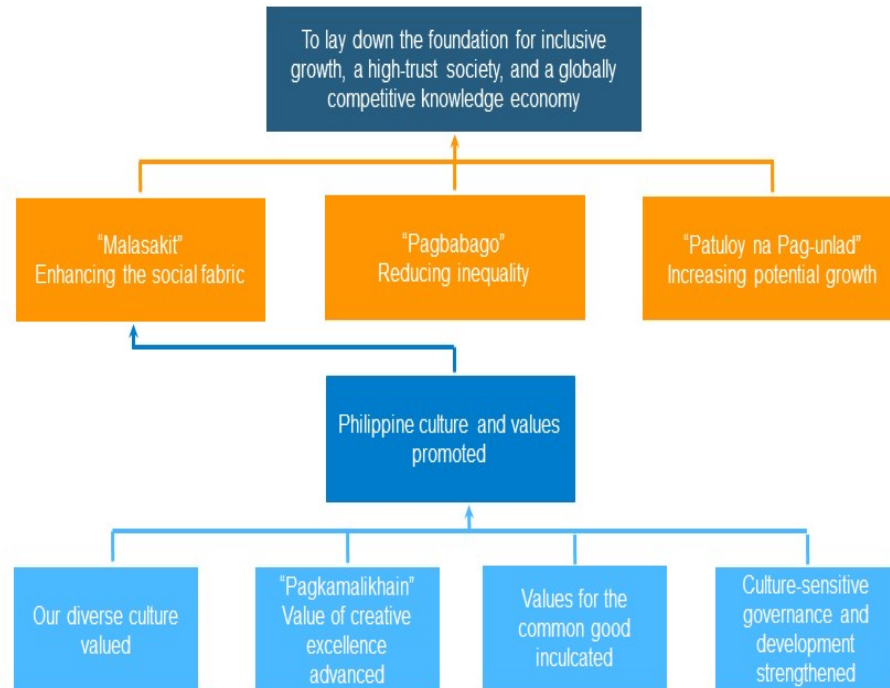 To lay down the foundation for inclusive
growth, a high-trust society, and a globally
competitive knowledge economy
“Malasakit”
Enhancing the social fabric
“Pagbabago”
Reducing inequality
“Patuloy na Pag-unlad”
Increasing potential growth
Philippine culture and values
promoted
Our diverse culture
valued
“Pagkamalikhain”
Value of creative
excellence
advanced
Values for the
common good
inculcated
Culture-sensitive
governance and
development
strengthened